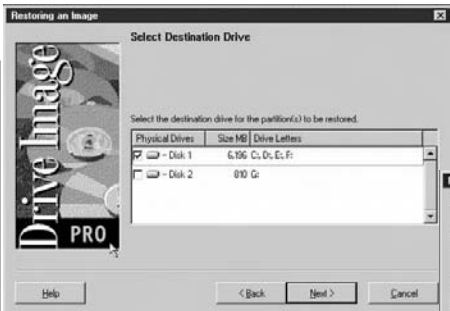 Restoring an Image
Select Destination Drive
Drive Image
PRO
Select the destination drive for the partition(s) to be restored.
Physical Drives Size MB Drive Letters
- Disk 1 6,196 C:, D:, E:, F:
- Disk 2 810 G:
Help < Back Next > Cancel